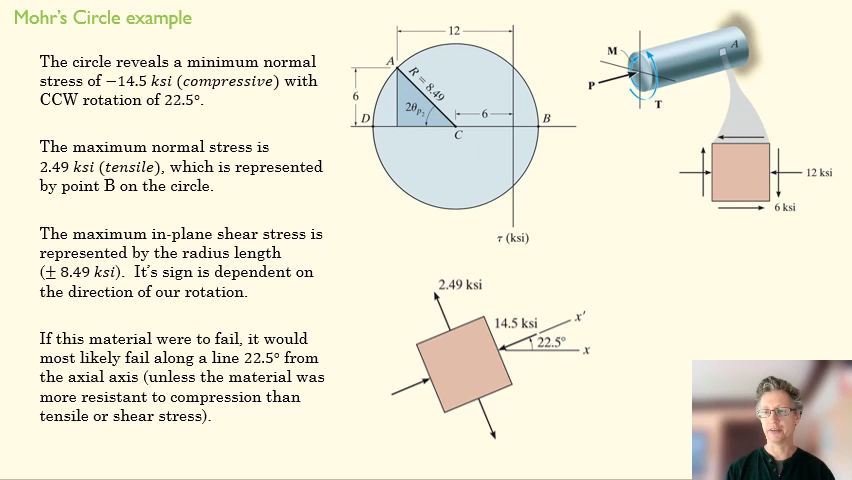 Mohr's Circle example
The circle reveals a minimum normal
stress of −14.5 ksi (compressive) with
CCW rotation of 22.5°.
The maximum normal stress is
2.49 ksi (tensile), which is represented
by point B on the circle.
The maximum in-plane shear stress is
represented by the radius length
(± 8.49 ksi). It's sign is dependent on
the direction of our rotation.
If this material were to fail, it would
most likely fail along a line 22.5° from
the axial axis (unless the material was
more resistant to compression than
tensile or shear stress).
12
A
R = 8.49
6
2θp₂
6
D
C
B
τ (ksi)
M
A
P
T
12 ksi
6 ksi
2.49 ksi
14.5 ksi
x'
22.5°
x